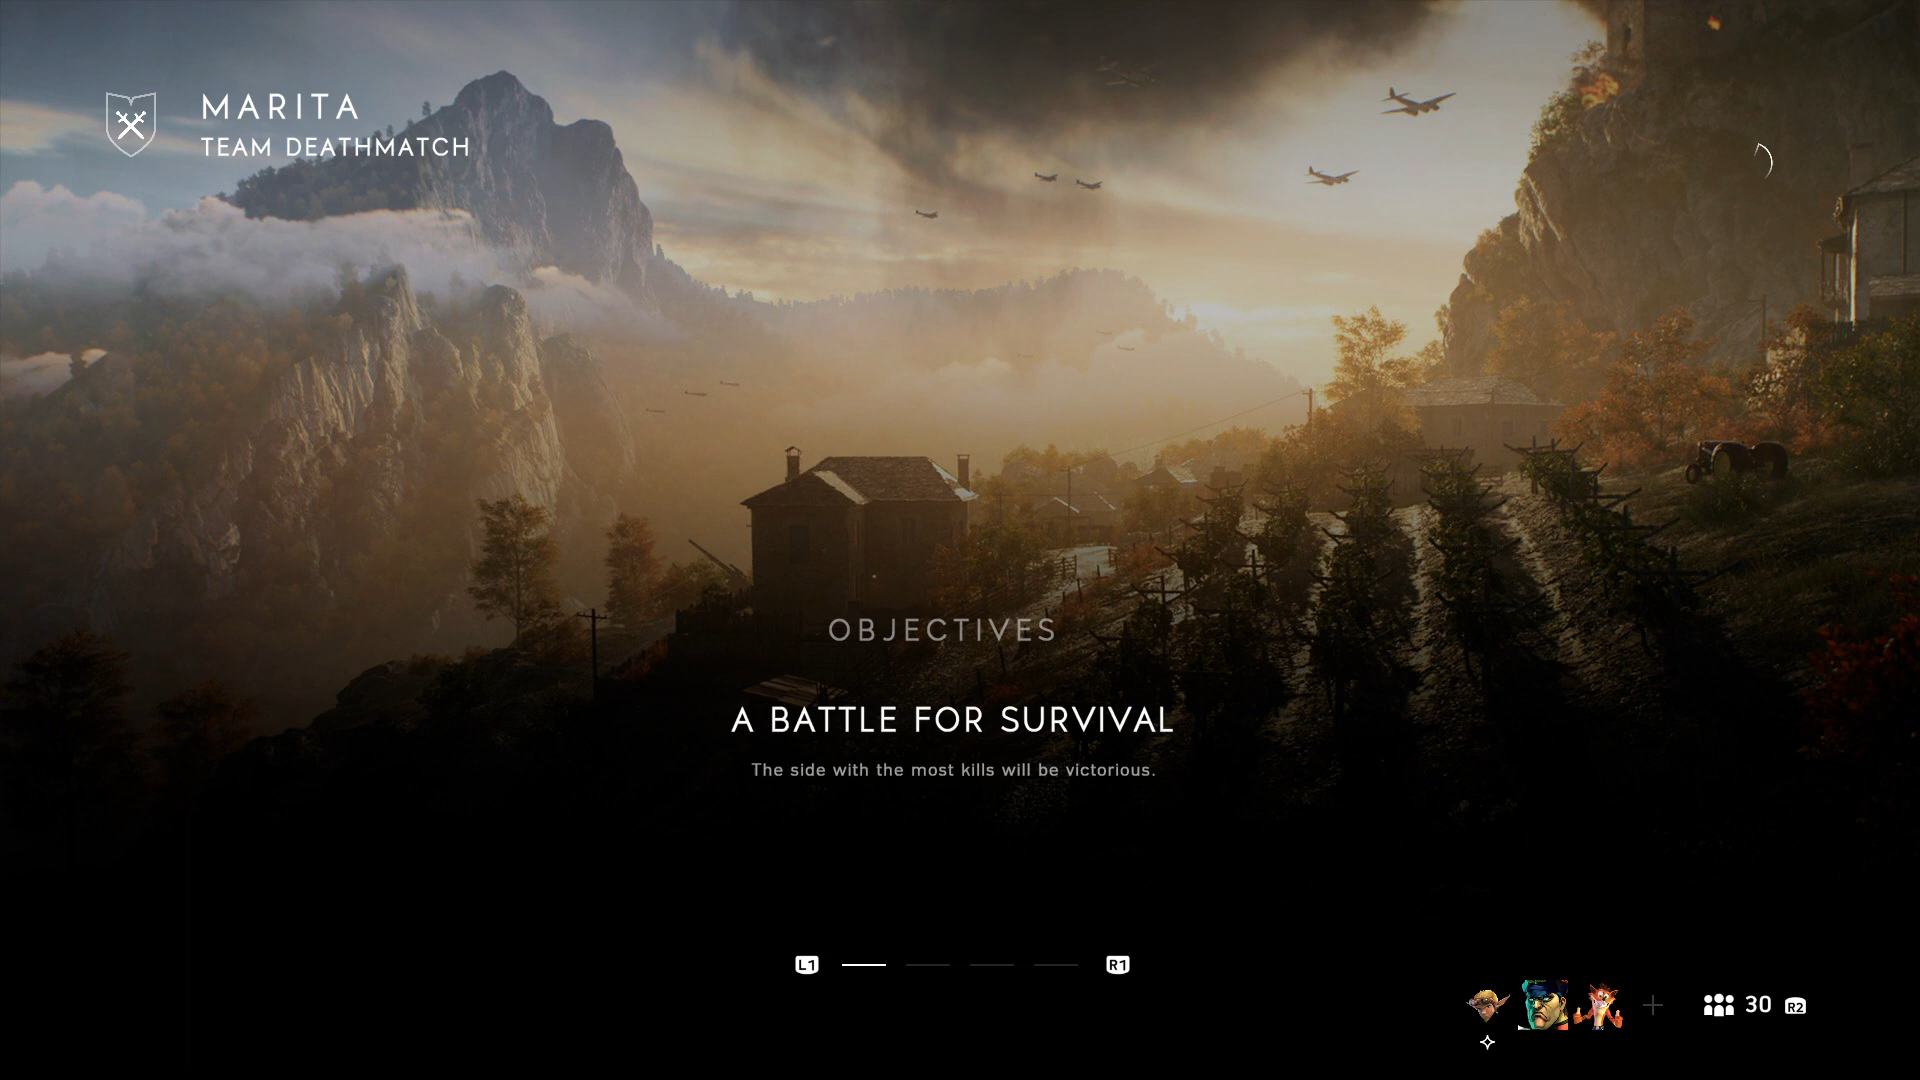 MARITA
TEAM DEATHMATCH
OBJECTIVES
A BATTLE FOR SURVIVAL
The side with the most kills will be victorious.
L1 R1
30 R2